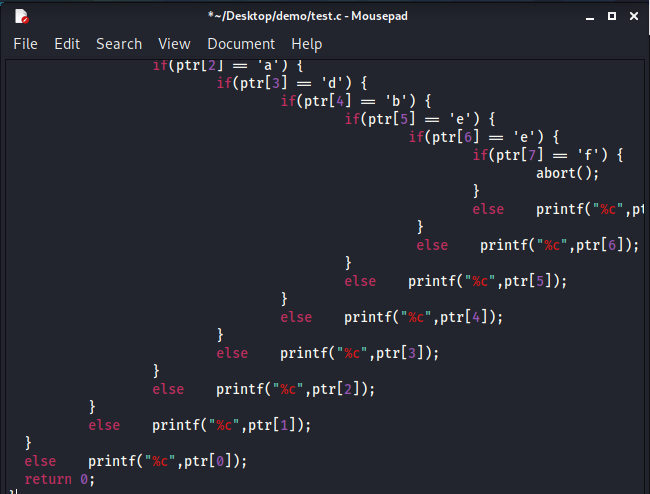 *~/Desktop/demo/test.c - Mousepad
File Edit Search View Document Help
if(ptr[2] == 'a') {
if(ptr[3] == 'd') {
if(ptr[4] == 'b') {
if(ptr[5] == 'e') {
if(ptr[6] == 'e') {
if(ptr[7] == 'f') {
abort();
}
else printf("%c",pt
}
else printf("%c",ptr[6]);
}
else printf("%c",ptr[5]);
}
else printf("%c",ptr[4]);
}
else printf("%c",ptr[3]);
}
else printf("%c",ptr[2]);
}
else printf("%c",ptr[1]);
}
else printf("%c",ptr[0]);
return 0;
}